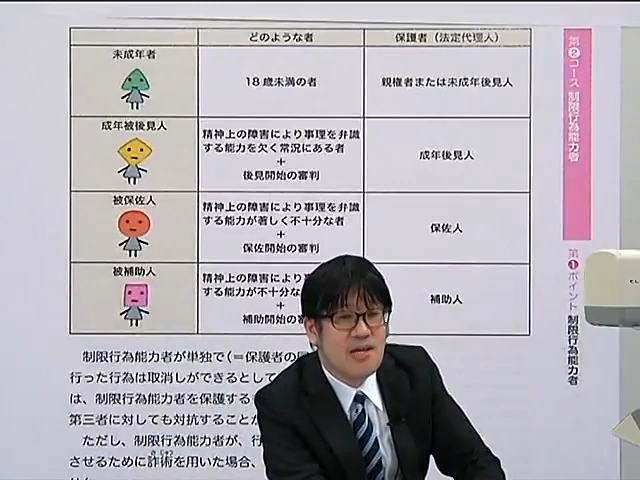 どのような者
保護者(法定代理人)
未成年者
18歳未満の者
親権者または未成年後見人
成年被後見人
精神上の障害により事理を弁識
する能力を欠く常況にある者
+
後見開始の審判
成年後見人
被保佐人
精神上の障害により事理を弁識
する能力が著しく不十分な者
+
保佐開始の審判
保佐人
被補助人
精神上の障害により事
する能力が不十分な
+
補助開始の
補助人
制限行為能力者が単独で(=保護者の
行った行為は取消しができるとして
は、制限行為能力者を保護する
第三者に対しても対抗すること
ただし、制限行為能力者が、行
させるために詐術を用いた場合、
さじゅつ
第2コース 制限行為能力者
第1ポイント 制限行為能力者